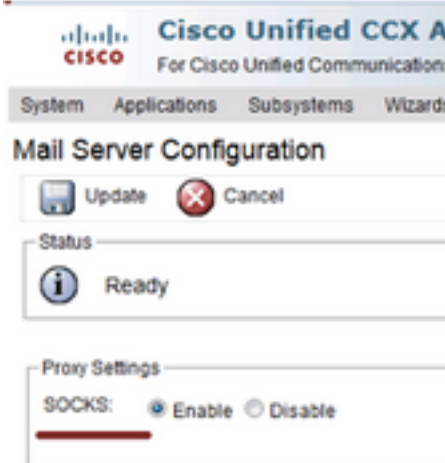 CISCO
Cisco Unified CCX A
For Cisco Unified Communication
System Applications Subsystems Wizards
Mail Server Configuration
Update Cancel
Status
Ready
Proxy Settings
SOCKS: Enable Disable